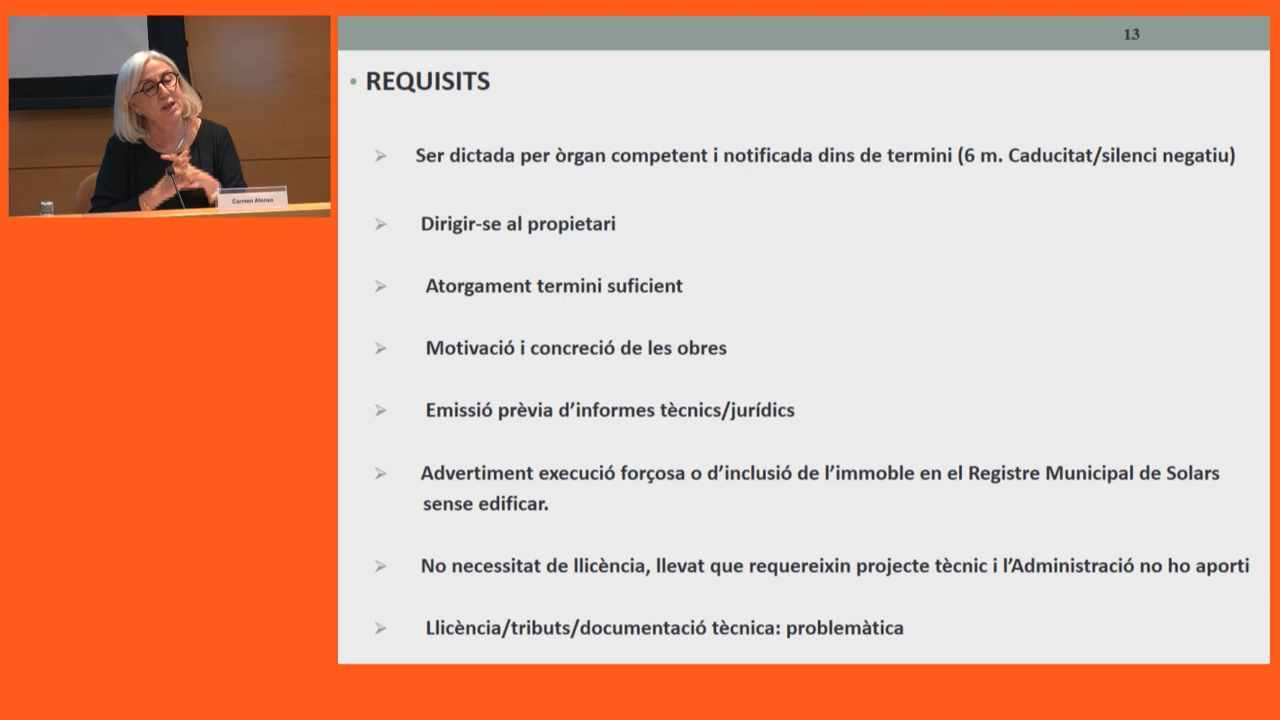 Carmen Alonso
13
• REQUISITS
➢ Ser dictada per òrgan competent i notificada dins de termini (6 m. Caducitat/silenci negatiu)
➢ Dirigir-se al propietari
➢ Atorgament termini suficient
➢ Motivació i concreció de les obres
➢ Emissió prèvia d’informes tècnics/jurídics
➢ Advertiment execució forçosa o d’inclusió de l’immoble en el Registre Municipal de Solars
sense edificar.
➢ No necessitat de llicència, llevat que requereixin projecte tècnic i l’Administració no ho aporti
➢ Llicència/tributs/documentació tècnica: problemàtica